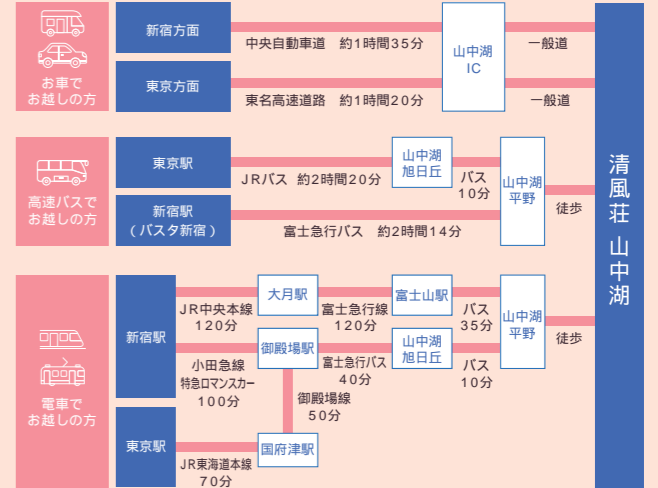 お車で
お越しの方
新宿方面
中央自動車道 約1時間35分
東京方面
東名高速道路 約1時間20分
山中湖
IC
一般道
一般道
高速バスで
お越しの方
東京駅
JRバス 約2時間20分
山中湖
旭日丘
バス
10分
新宿駅
（バスタ新宿）
富士急行バス 約2時間14分
山中湖
平野
徒歩
電車で
お越しの方
新宿駅
JR中央本線
120分
大月駅
富士急行線
120分
富士山駅
バス
35分
小田急線
特急ロマンスカー
100分
御殿場駅
富士急行バス
40分
山中湖
旭日丘
バス
10分
山中湖
平野
徒歩
御殿場線
50分
東京駅
JR東海道本線
70分
国府津駅
清風荘 山中湖